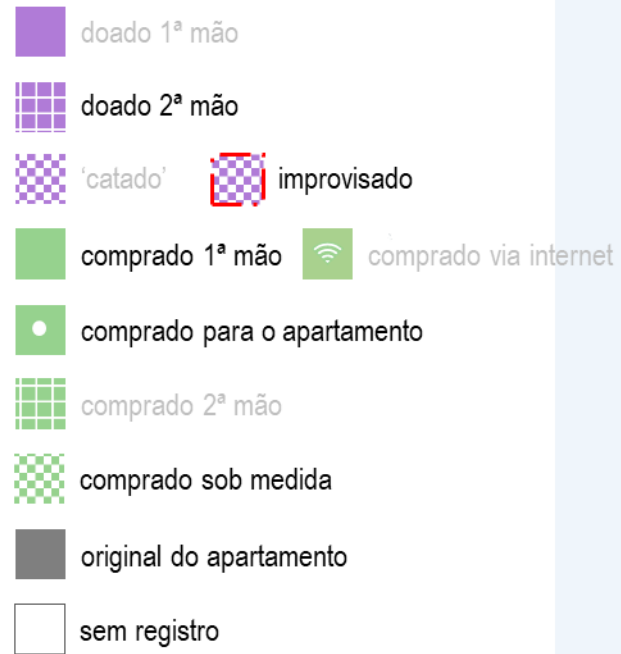 doado 1ª mão
doado 2ª mão
'catado' improvisado
comprado 1ª mão comprado via internet
comprado para o apartamento
comprado 2ª mão
comprado sob medida
original do apartamento
sem registro